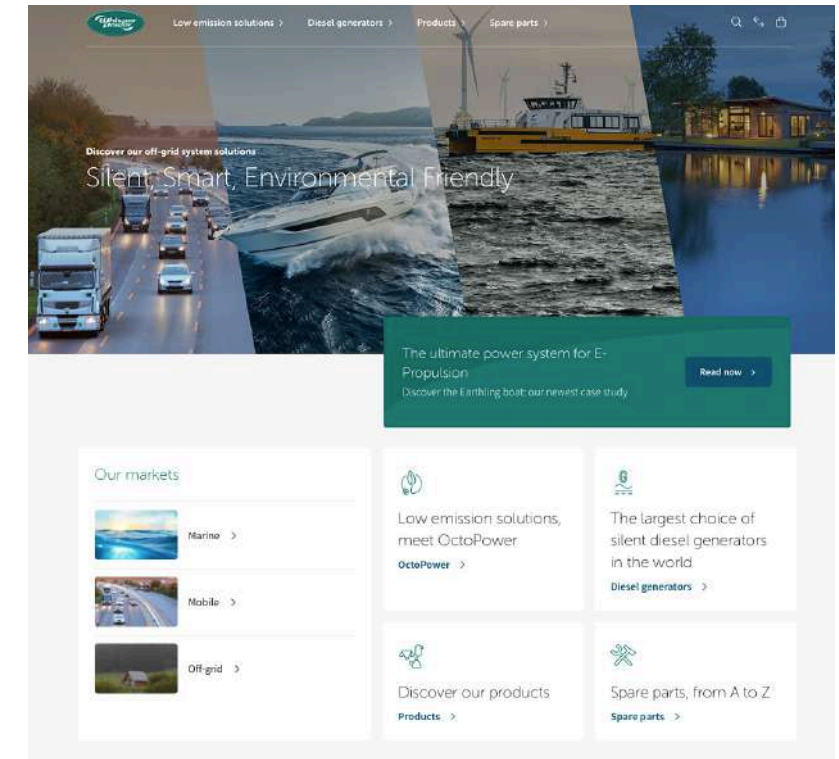 Low emission solutions >
Diesel generators >
Products >
Spare parts >
Discover our off-grid system solutions
Silent, Smart, Environmental Friendly
The ultimate power system for E-
Propulsion
Discover the Earthling boat: our newest case study
Read now >
Our markets
Marine >
Mobile >
Off-grid >
Low emission solutions,
meet OctoPower
OctoPower >
The largest choice of
silent diesel generators
in the world
Diesel generators >
Discover our products
Products >
Spare parts, from A to Z
Spare parts >